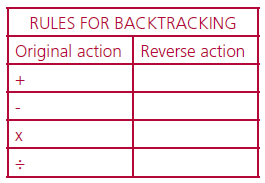 RULES FOR BACKTRACKING
Original action Reverse action
+
-
x
÷